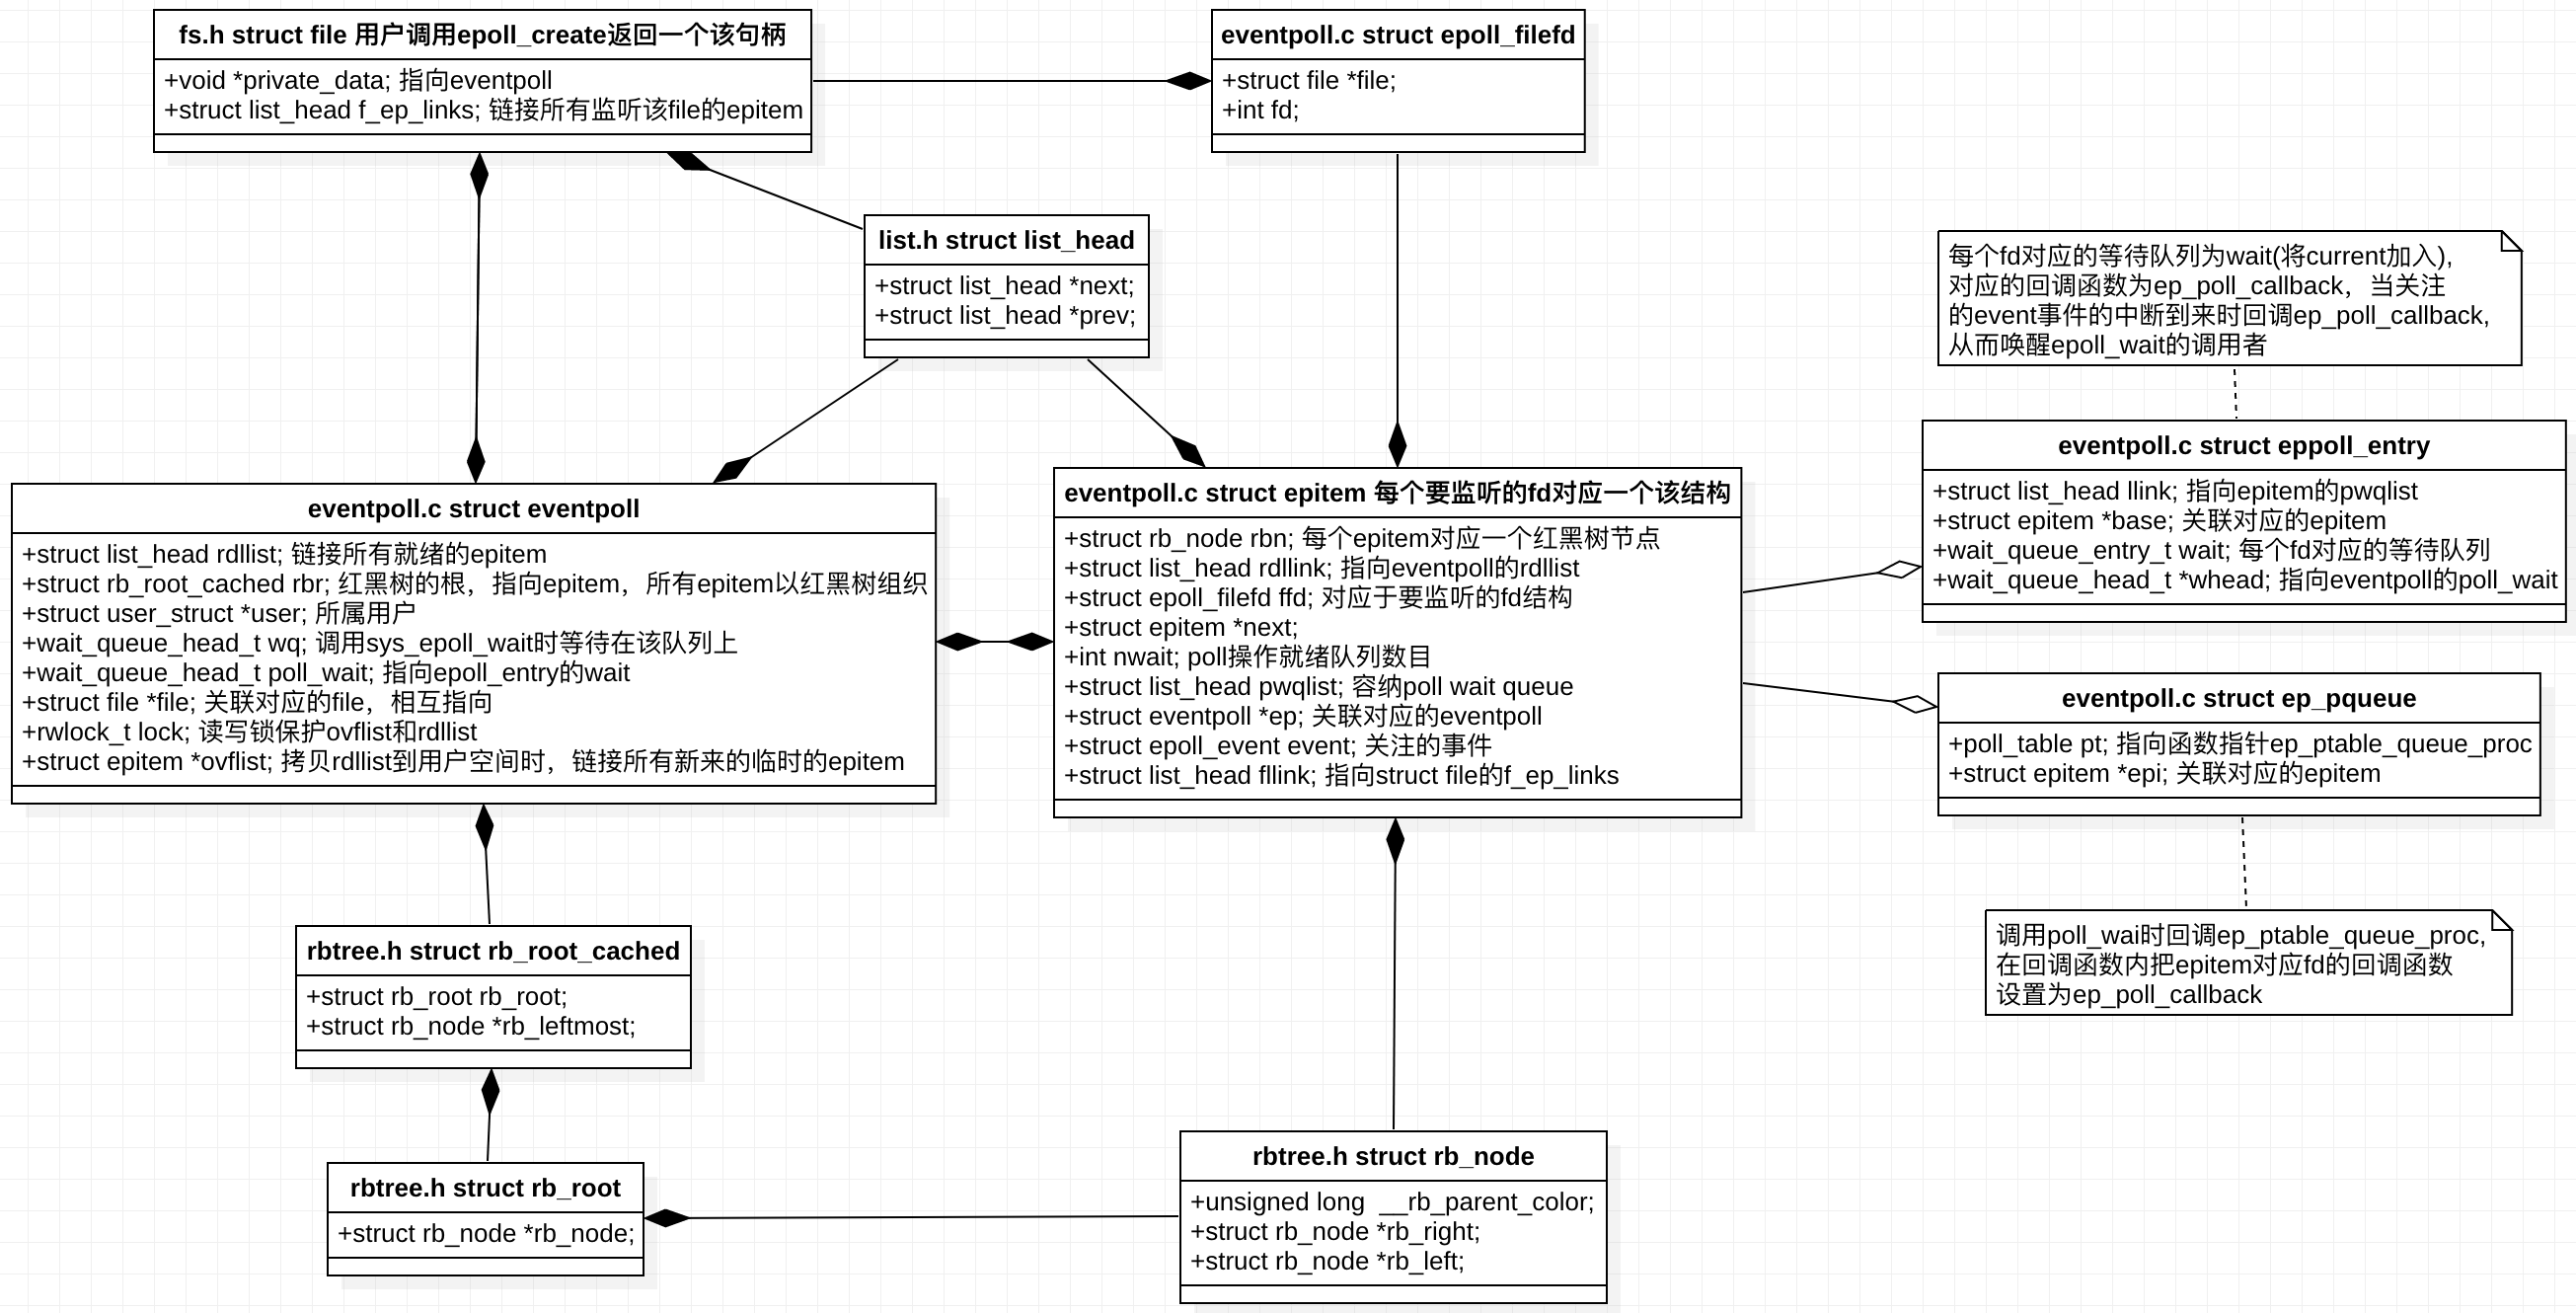 fs.h struct file 用户调用epoll_create返回一个该句柄
+void *private_data; 指向eventpoll
+struct list_head f_ep_links; 链接所有监听该file的epitem
eventpoll.c struct epoll_filefd
+struct file *file;
+int fd;
list.h struct list_head
+struct list_head *next;
+struct list_head *prev;
每个fd对应的等待队列为wait(将current加入),
对应的回调函数为ep_poll_callback，当关注
的event事件的中断到来时回调ep_poll_callback,
从而唤醒epoll_wait的调用者
eventpoll.c struct eventpoll
+struct list_head rdllist; 链接所有就绪的epitem
+struct rb_root_cached rbr; 红黑树的根，指向epitem，所有epitem以红黑树组织
+struct user_struct *user; 所属用户
+wait_queue_head_t wq; 调用sys_epoll_wait时等待在该队列上
+wait_queue_head_t poll_wait; 指向epoll_entry的wait
+struct file *file; 关联对应的file，相互指向
+rwlock_t lock; 读写锁保护ovflist和rdllist
+struct epitem *ovflist; 拷贝rdllist到用户空间时，链接所有新来的临时的epitem
eventpoll.c struct epitem 每个要监听的fd对应一个该结构
+struct rb_node rbn; 每个epitem对应一个红黑树节点
+struct list_head rdllink; 指向eventpoll的rdllist
+struct epoll_filefd ffd; 对应于要监听的fd结构
+struct epitem *next;
+int nwait; poll操作就绪队列数目
+struct list_head pwqlist; 容纳poll wait queue
+struct eventpoll *ep; 关联对应的eventpoll
+struct epoll_event event; 关注的事件
+struct list_head fllink; 指向struct file的f_ep_links
eventpoll.c struct eppoll_entry
+struct list_head llink; 指向epitem的pwqlist
+struct epitem *base; 关联对应的epitem
+wait_queue_entry_t wait; 每个fd对应的等待队列
+wait_queue_head_t *whead; 指向eventpoll的poll_wait
eventpoll.c struct ep_pqueue
+poll_table pt; 指向函数指针ep_ptable_queue_proc
+struct epitem *epi; 关联对应的epitem
调用poll_wai时回调ep_ptable_queue_proc,
在回调函数内把epitem对应fd的回调函数
设置为ep_poll_callback
rbtree.h struct rb_root_cached
+struct rb_root rb_root;
+struct rb_node *rb_leftmost;
rbtree.h struct rb_root
+struct rb_node *rb_node;
rbtree.h struct rb_node
+unsigned long  __rb_parent_color;
+struct rb_node *rb_right;
+struct rb_node *rb_left;